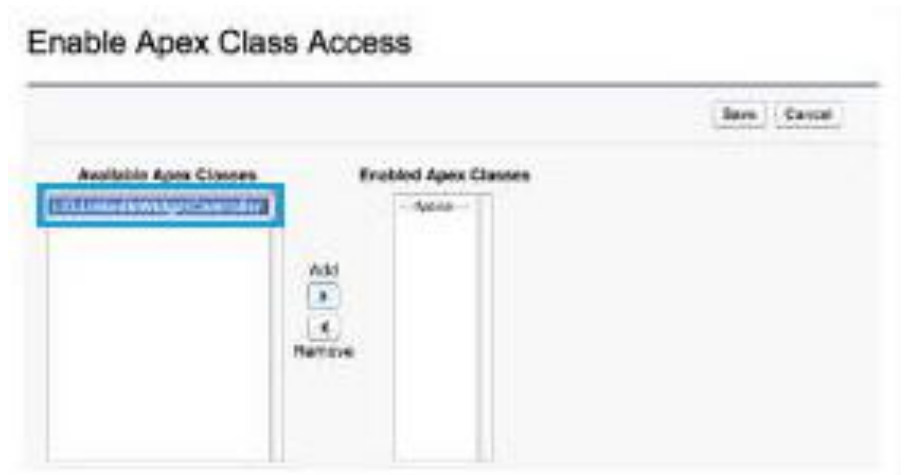 Enable Apex Class Access
Save Cancel
Available Apex Classes
Enabled Apex Classes
--None--
Add
Remove